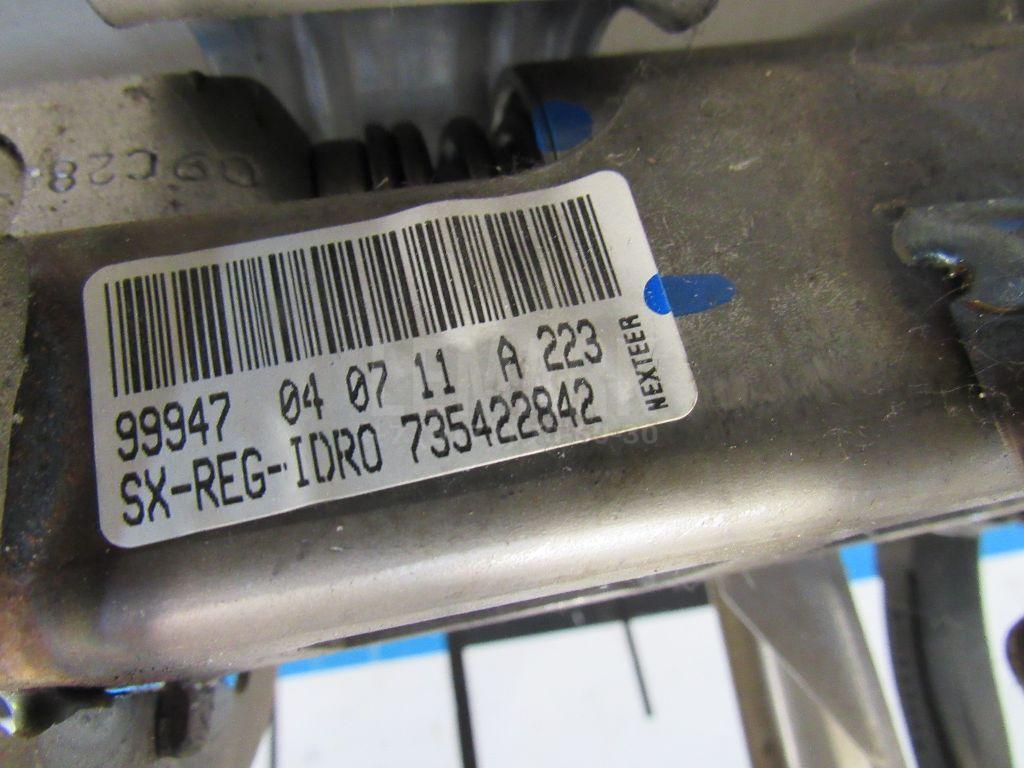 99947 04 07 11 A 223
SX-REG-IDRO 735422842
NEXTEER